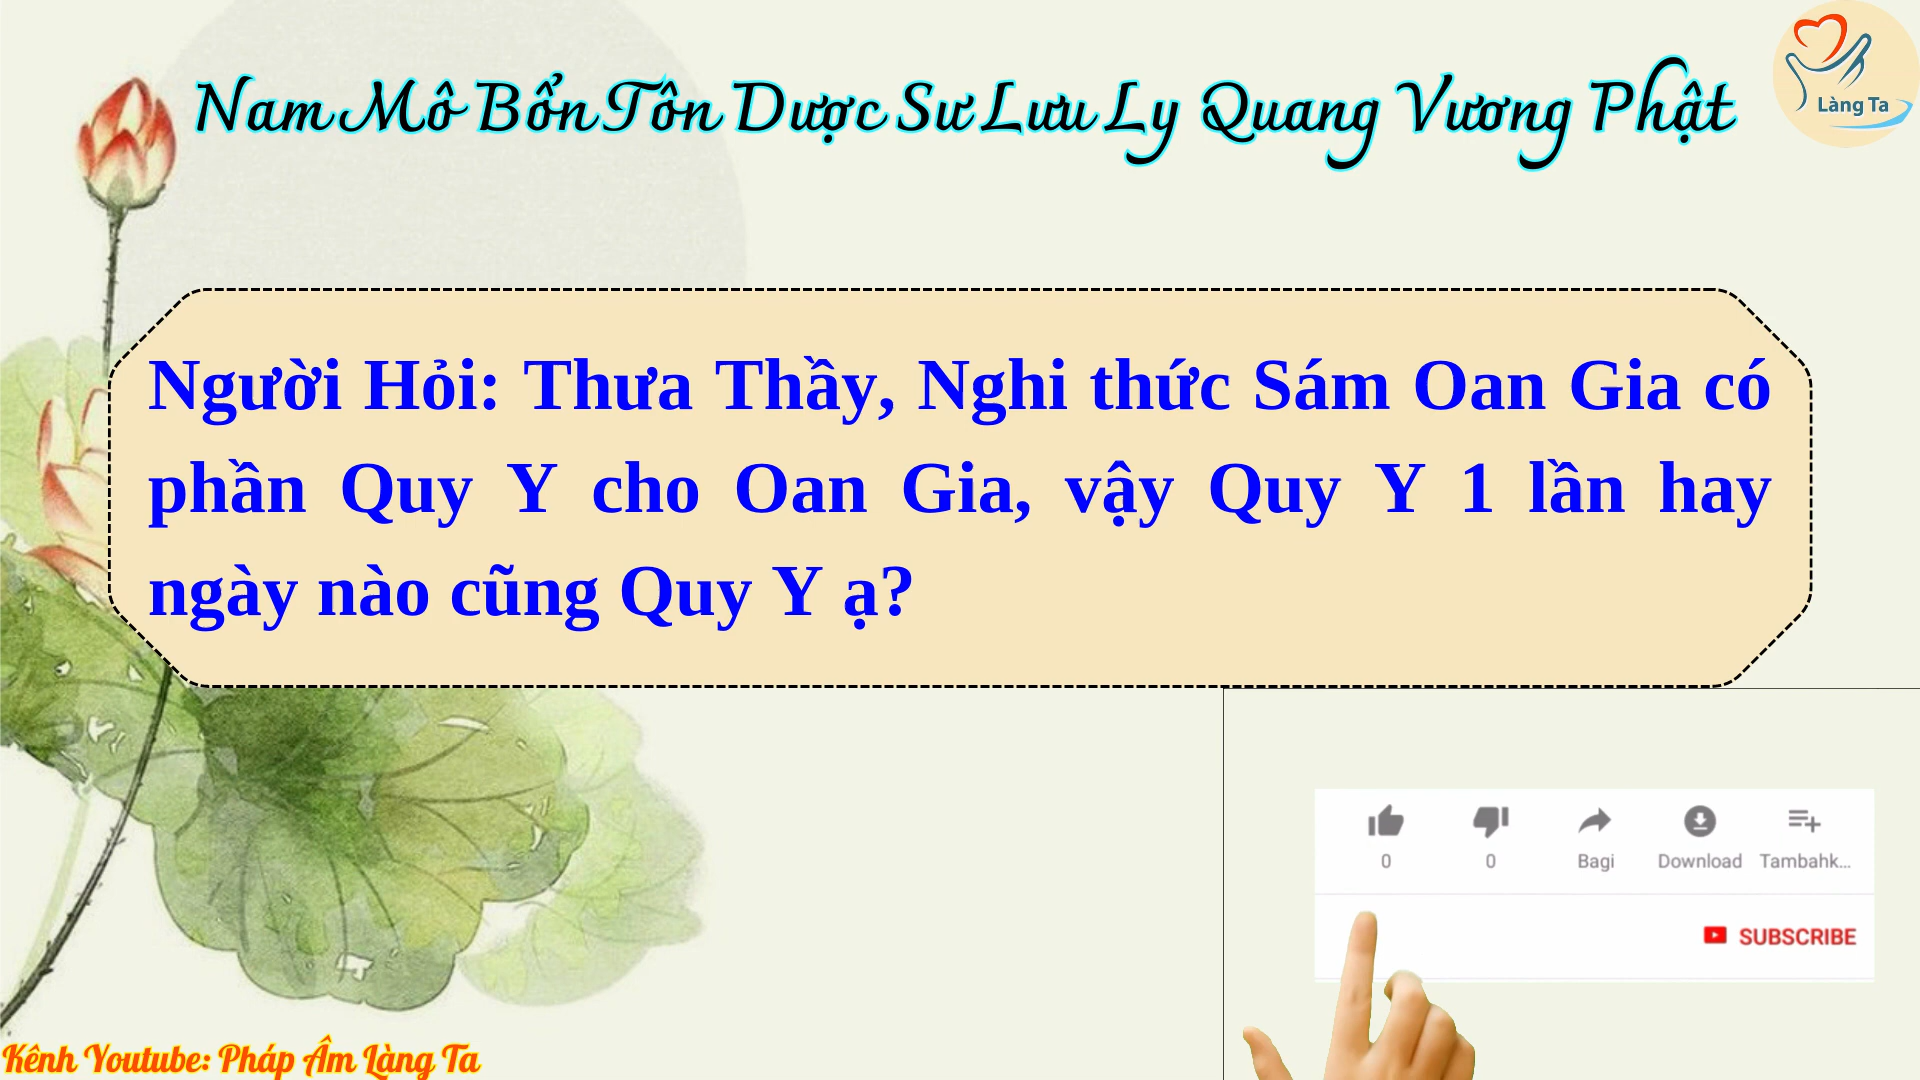 Nam Mô Bổn Tôn Dược Sư Lưu Ly Quang Vương Phật
Làng Ta
Người Hỏi: Thưa Thầy, Nghi thức Sám Oan Gia có
phần Quy Y cho Oan Gia, vậy Quy Y 1 lần hay
ngày nào cũng Quy Y ạ?
0 0 Bagi Download Tambahk...
SUBSCRIBE
Kênh Youtube: Pháp Âm Làng Ta